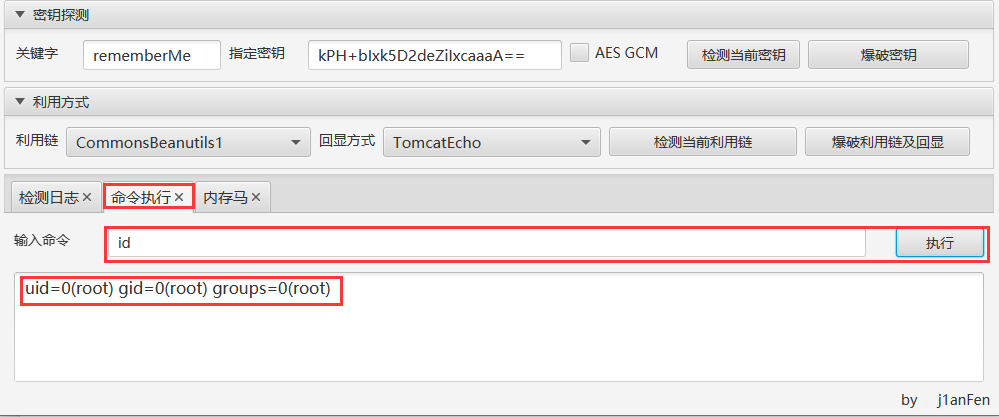 密钥探测
关键字 rememberMe 指定密钥 kPH+bIxk5D2deZiIxcaaaA== AES GCM 检测当前密钥 爆破密钥
利用方式
利用链 CommonsBeanutils1 回显方式 TomcatEcho 检测当前利用链 爆破利用链及回显
检测日志× 命令执行× 内存马×
输入命令 id 执行
uid=0(root) gid=0(root) groups=0(root)
by j1anFen